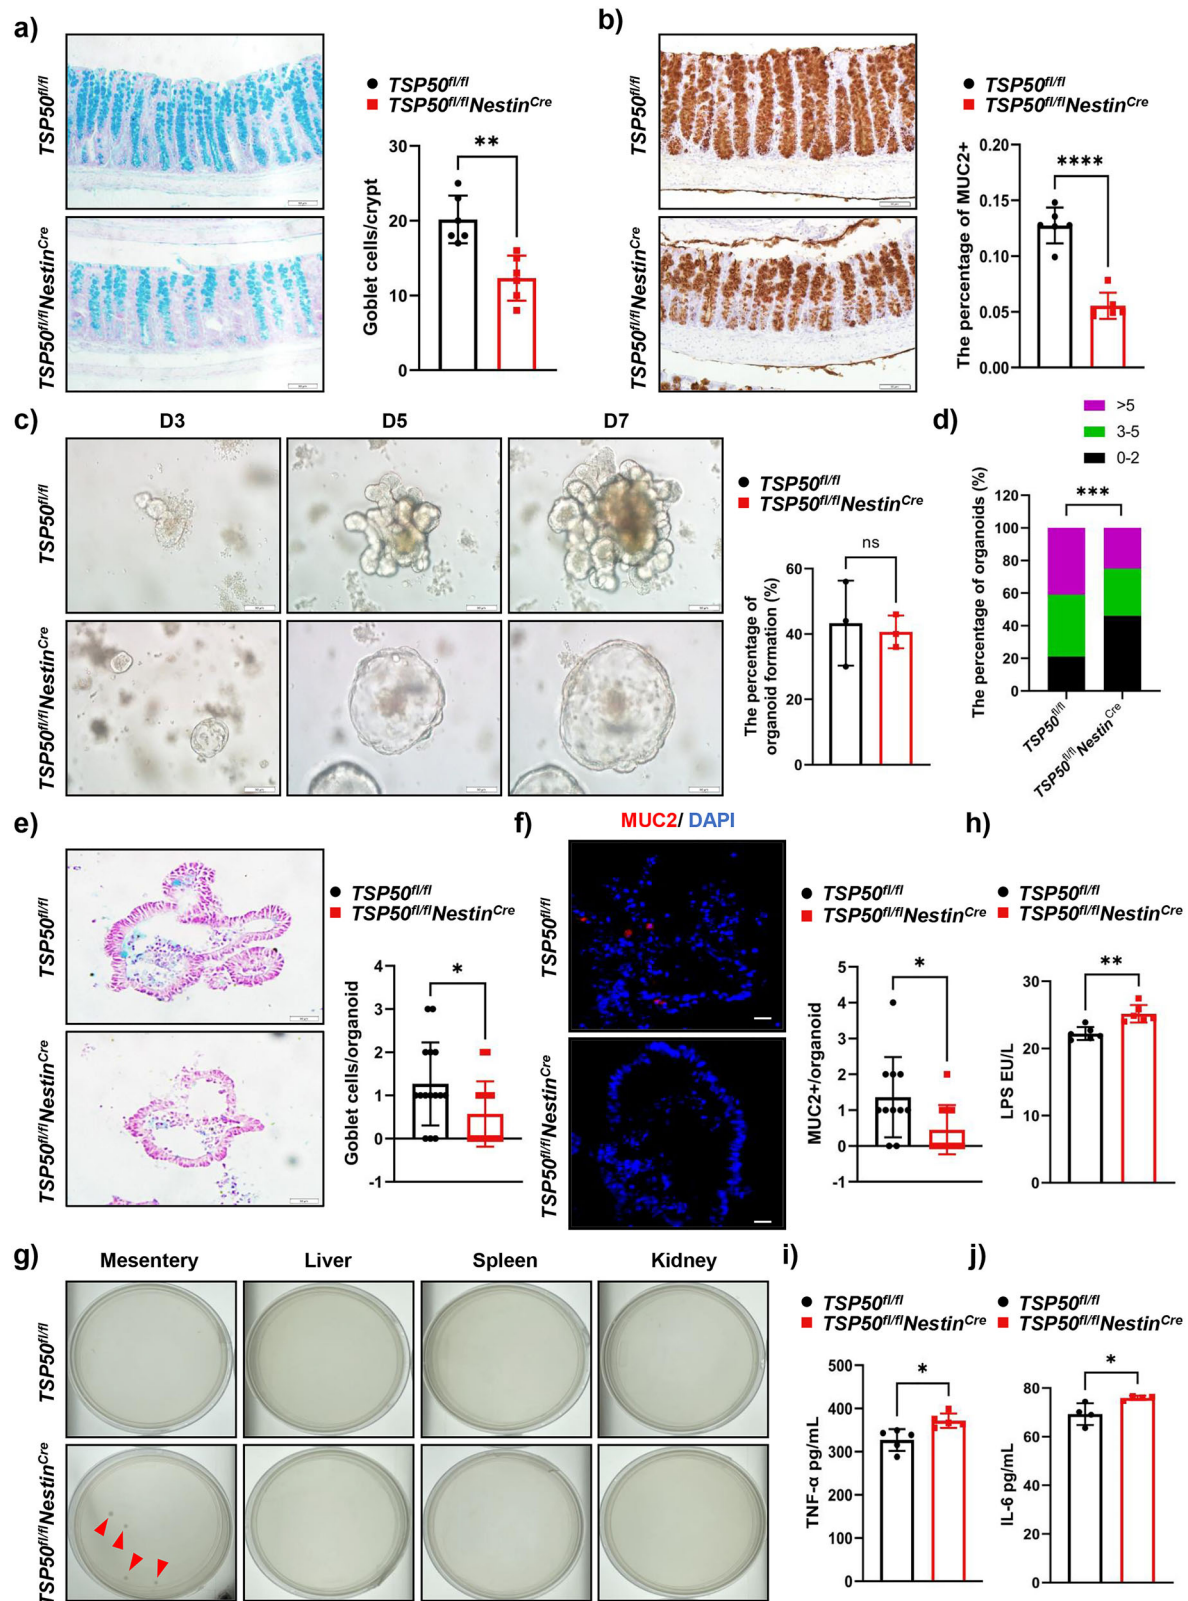 a)
TSP50fl/fl
TSP50fl/flNestinCre
TSP50fl/fl
TSP50fl/flNestinCre
Goblet cells/crypt
30
20
10
0
**
b)
TSP50fl/fl
TSP50fl/flNestinCre
TSP50fl/fl
TSP50fl/flNestinCre
The percentage of MUC2+
0.20
0.15
0.10
0.05
0.00
****
c)
D3
D5
D7
TSP50fl/fl
TSP50fl/flNestinCre
TSP50fl/fl
TSP50fl/flNestinCre
The percentage of
organoid formation (%)
60
40
20
0
ns
d)
>5
3-5
0-2
The percentage of organoids (%)
120
100
80
60
40
20
0
***
TSP50fl/fl
TSP50fl/flNestinCre
e)
TSP50fl/fl
TSP50fl/flNestinCre
TSP50fl/fl
TSP50fl/flNestinCre
Goblet cells/organoid
4
3
2
1
0
-1
*
f)
MUC2/ DAPI
TSP50fl/fl
TSP50fl/flNestinCre
TSP50fl/fl
TSP50fl/flNestinCre
MUC2+/organoid
5
4
3
2
1
0
-1
*
h)
TSP50fl/fl
TSP50fl/flNestinCre
LPS EU/L
30
20
10
0
**
g)
Mesentery
Liver
Spleen
Kidney
TSP50fl/fl
TSP50fl/flNestinCre
i)
TSP50fl/fl
TSP50fl/flNestinCre
TNF-α pg/mL
500
400
300
200
100
0
*
j)
TSP50fl/fl
TSP50fl/flNestinCre
IL-6 pg/mL
80
60
40
20
0
*